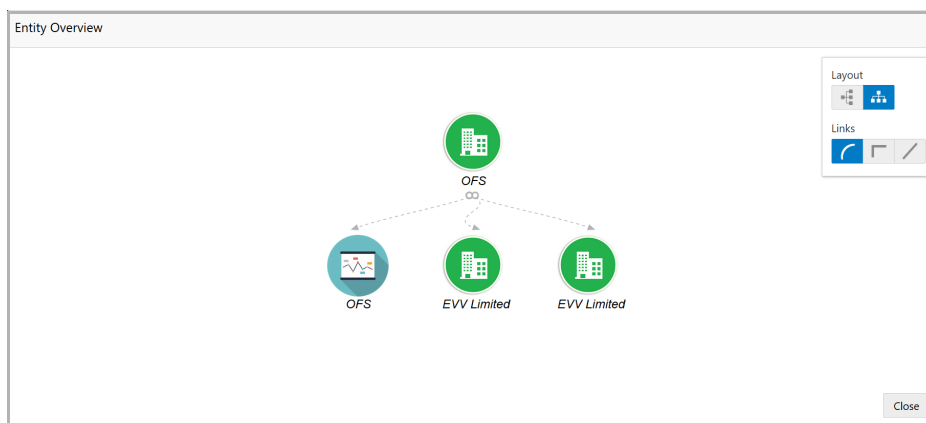 Entity Overview
Layout
Links
OFS
OFS
EVV Limited
EVV Limited
Close